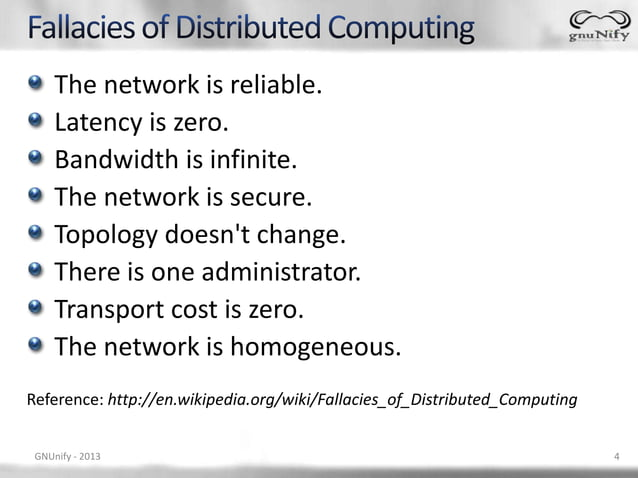 Fallacies of Distributed Computing
gnuNify
The network is reliable.
Latency is zero.
Bandwidth is infinite.
The network is secure.
Topology doesn't change.
There is one administrator.
Transport cost is zero.
The network is homogeneous.
Reference: http://en.wikipedia.org/wiki/Fallacies_of_Distributed_Computing
GNUnify - 2013
4